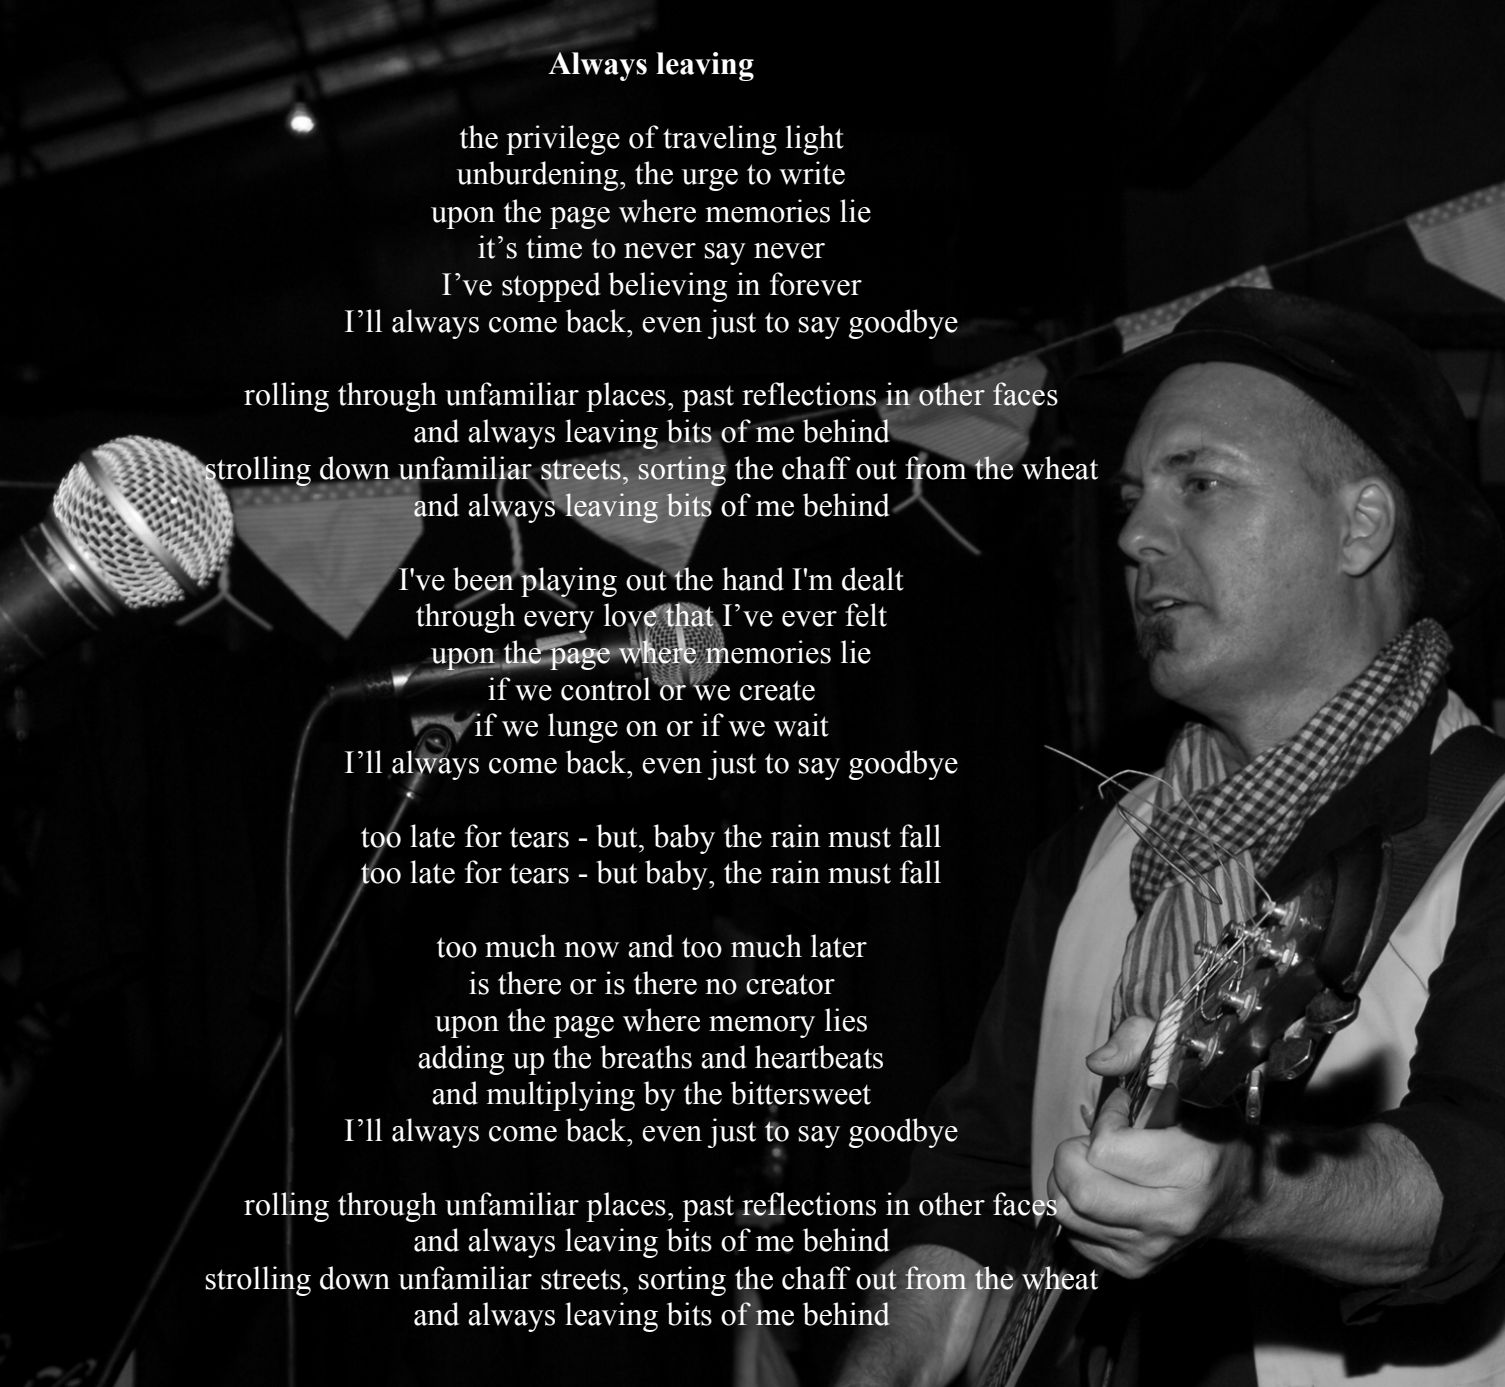 Always leaving
the privilege of traveling light
unburdening, the urge to write
upon the page where memories lie
it’s time to never say never
I’ve stopped believing in forever
I’ll always come back, even just to say goodbye
rolling through unfamiliar places, past reflections in other faces
and always leaving bits of me behind
strolling down unfamiliar streets, sorting the chaff out from the wheat
and always leaving bits of me behind
I've been playing out the hand I'm dealt
through every love that I’ve ever felt
upon the page where memories lie
if we control or we create
if we lunge on or if we wait
I’ll always come back, even just to say goodbye
too late for tears - but, baby the rain must fall
too late for tears - but baby, the rain must fall
too much now and too much later
is there or is there no creator
upon the page where memory lies
adding up the breaths and heartbeats
and multiplying by the bittersweet
I’ll always come back, even just to say goodbye
rolling through unfamiliar places, past reflections in other faces
and always leaving bits of me behind
strolling down unfamiliar streets, sorting the chaff out from the wheat
and always leaving bits of me behind